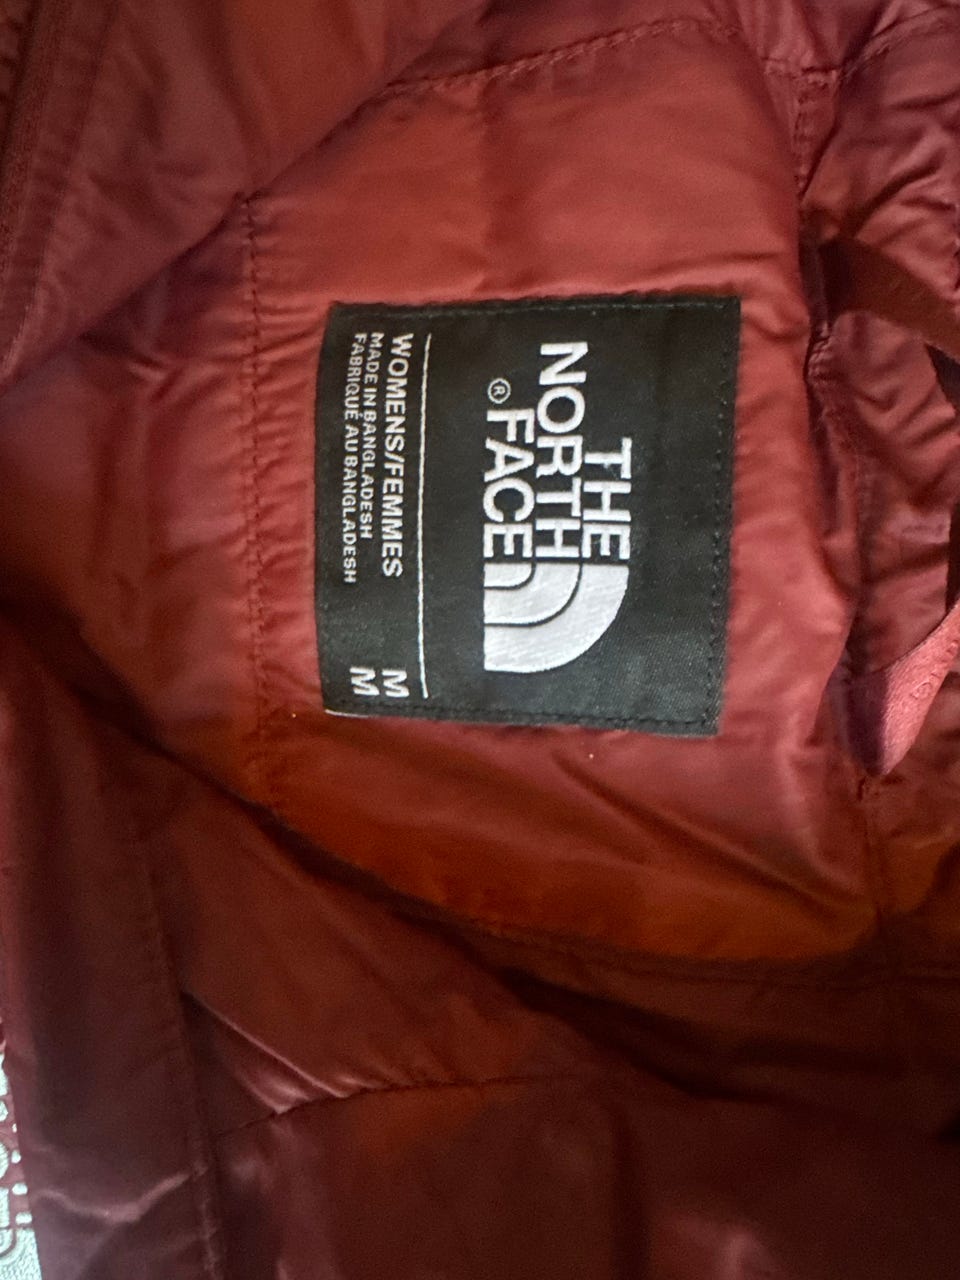 THE
NORTH
FACE®
WOMENS/FEMMES M
MADE IN BANGLADESH M
FABRIQUÉ AU BANGLADESH